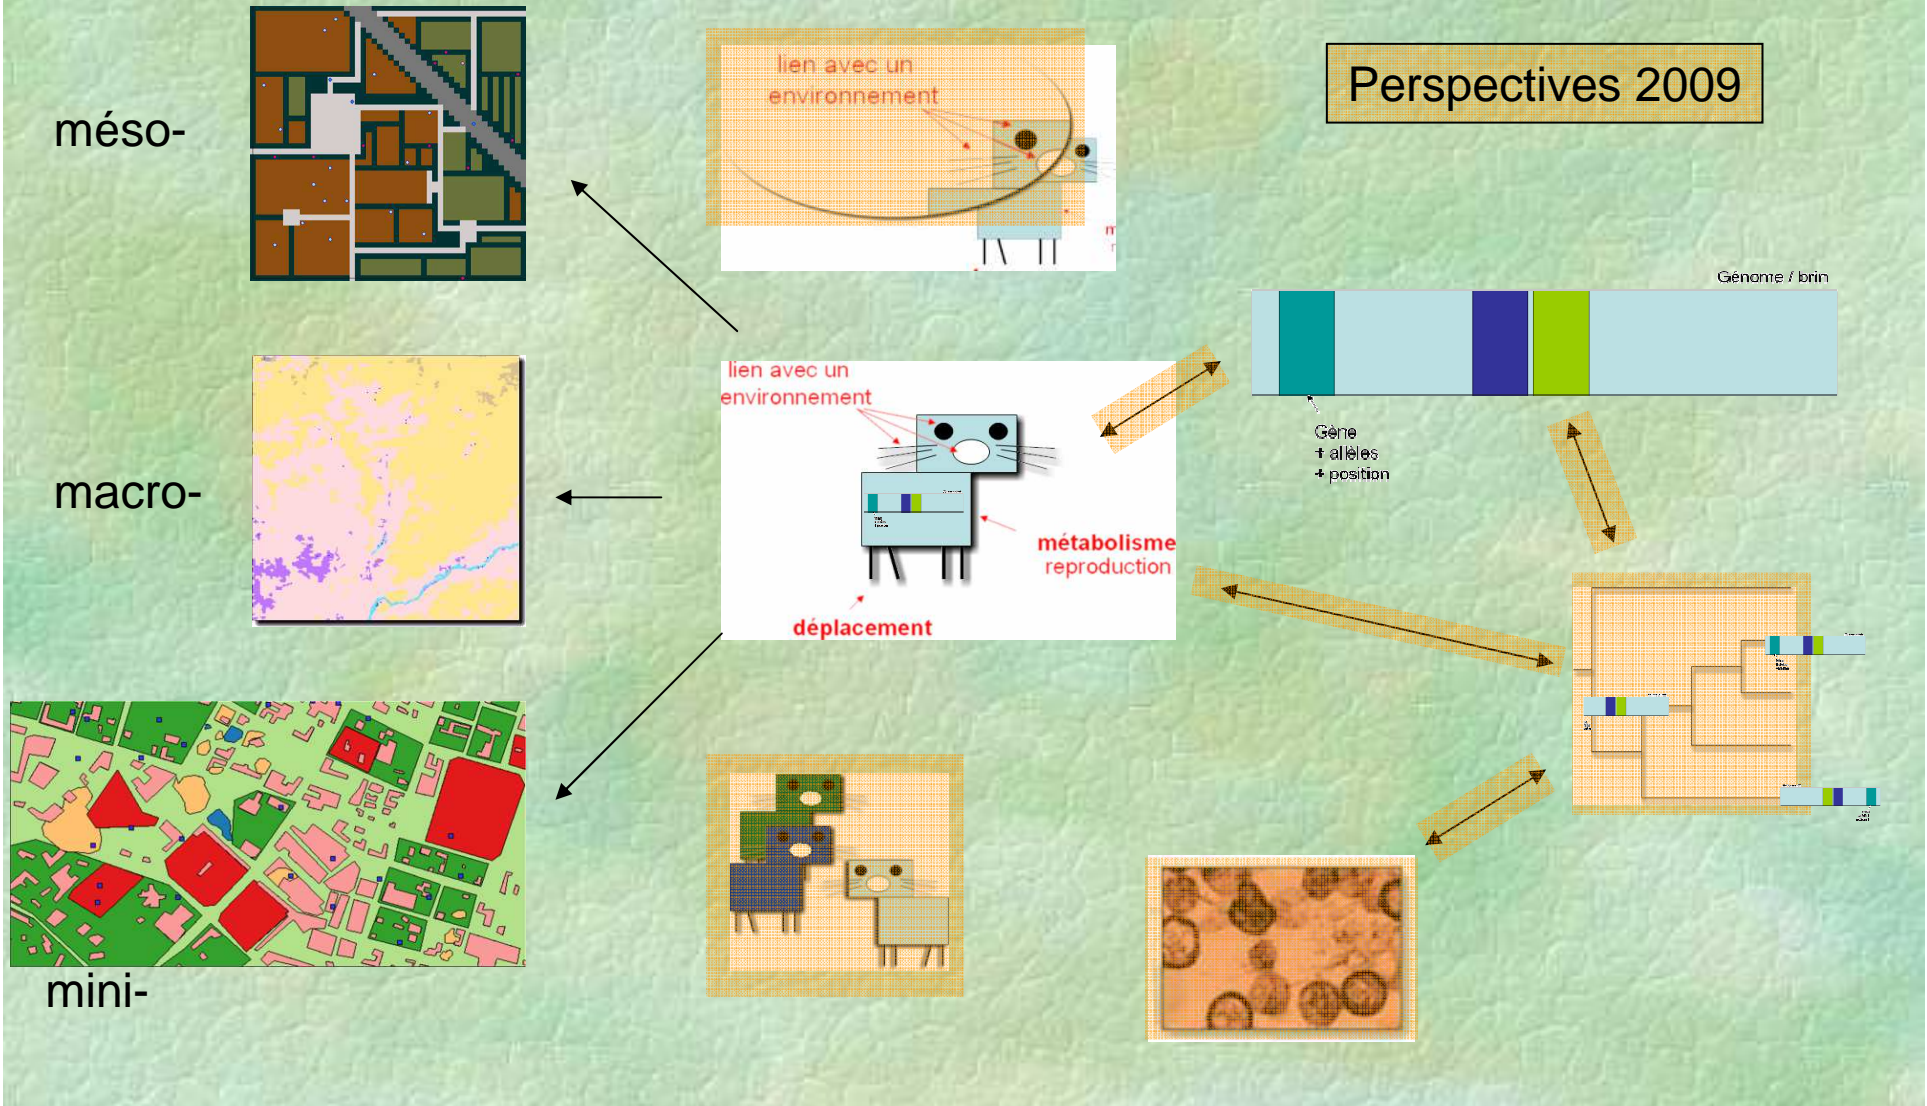 Perspectives 2009
méso-
lien avec un
environnement
Génome / brin
Gène
+ allèles
+ position
macro-
lien avec un
environnement
métabolisme
reproduction
déplacement
mini-